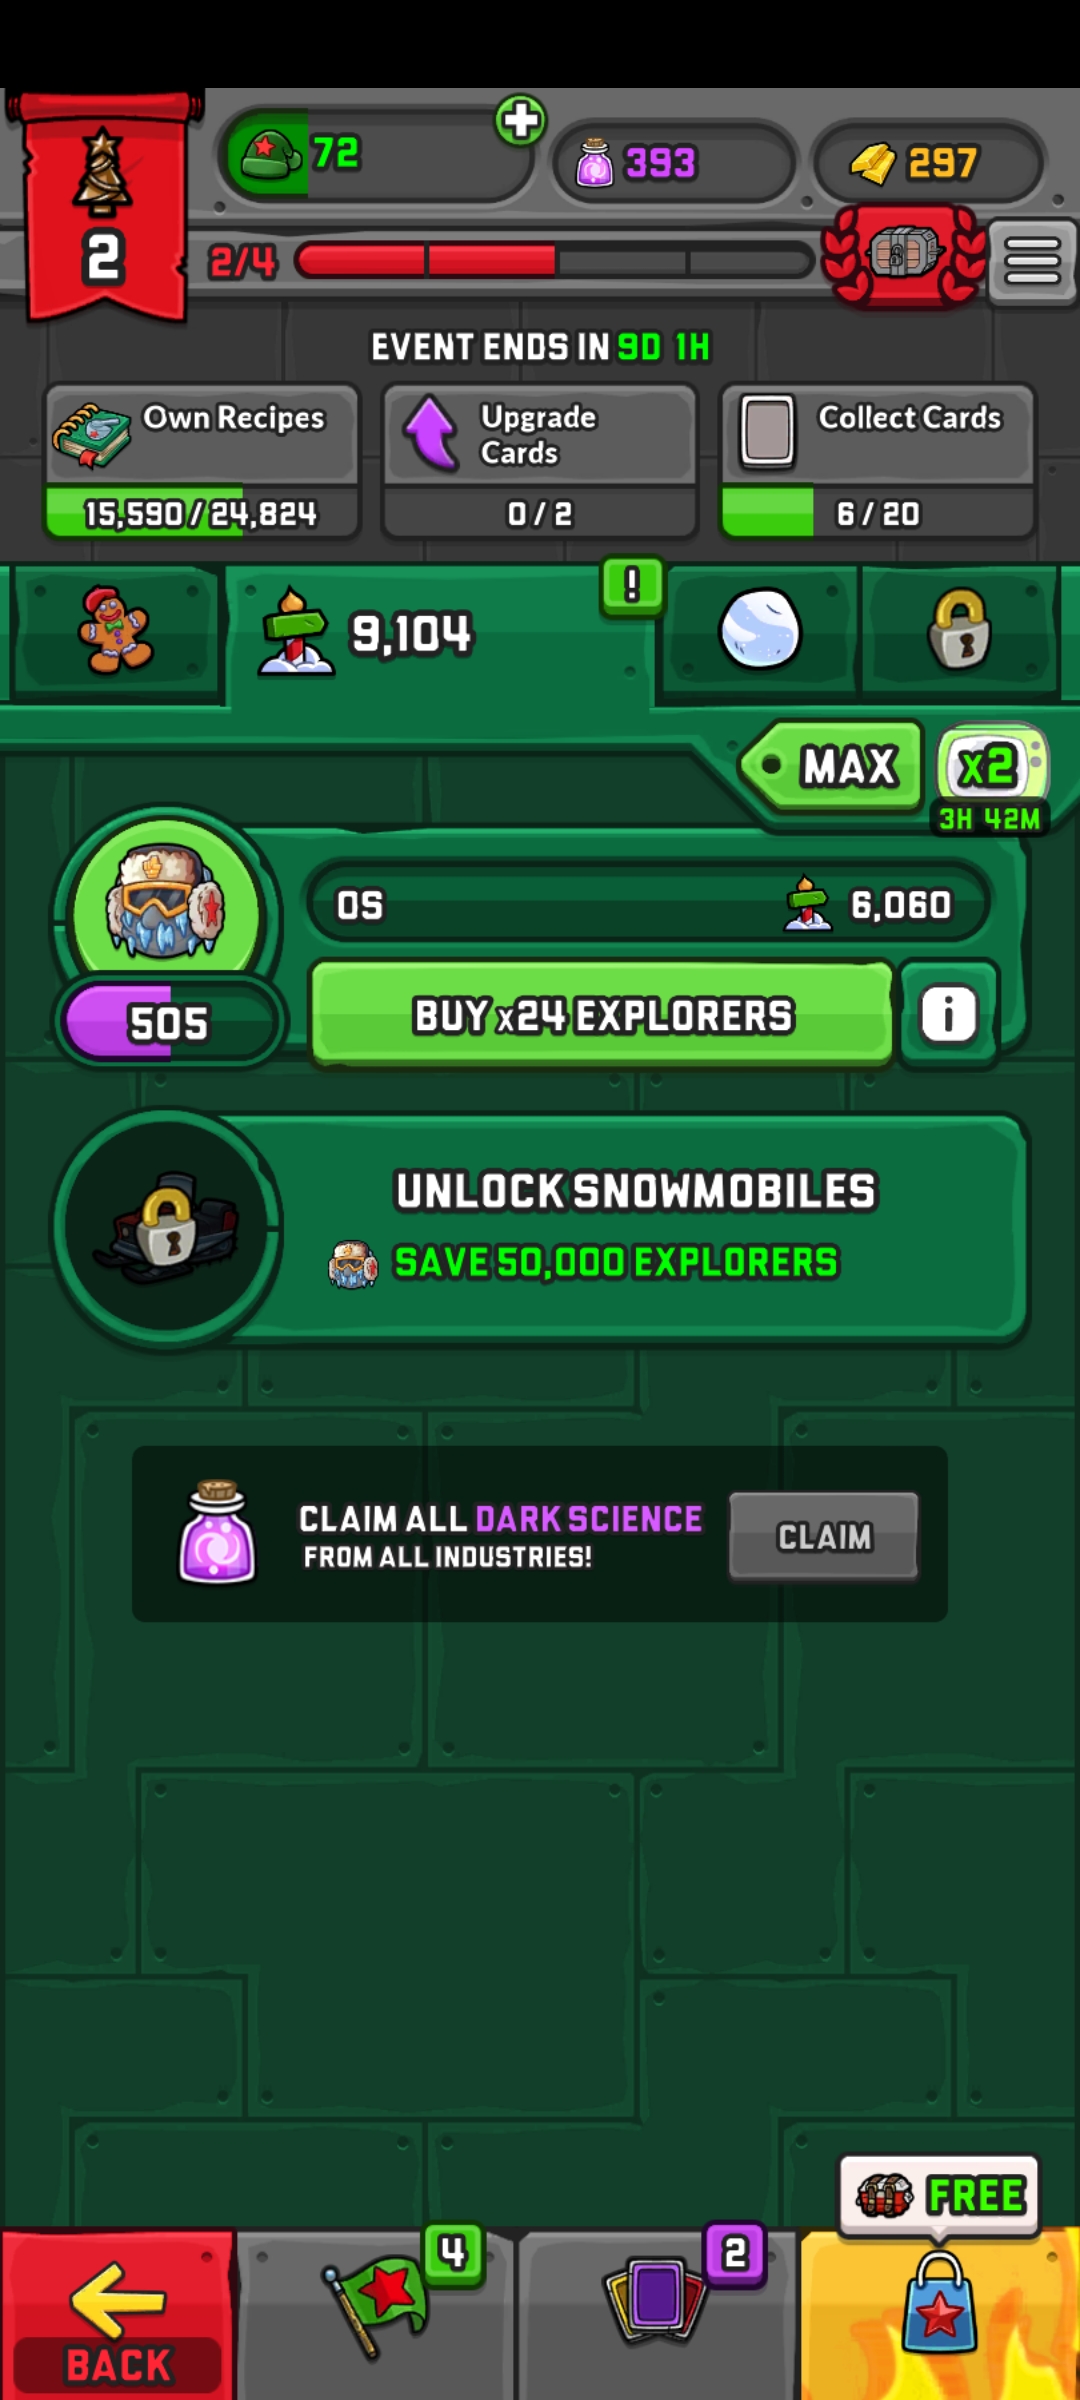 72
393
297
2
2/4
EVENT ENDS IN 9D 1H
Own Recipes
15,590/24,824
Upgrade
Cards
0/2
Collect Cards
6/20
9,104
!
MAX
x2
3H 42M
0S
6,060
505
BUY x24 EXPLORERS
i
UNLOCK SNOWMOBILES
SAVE 50,000 EXPLORERS
CLAIM ALL DARK SCIENCE
FROM ALL INDUSTRIES!
CLAIM
FREE
4
2
BACK